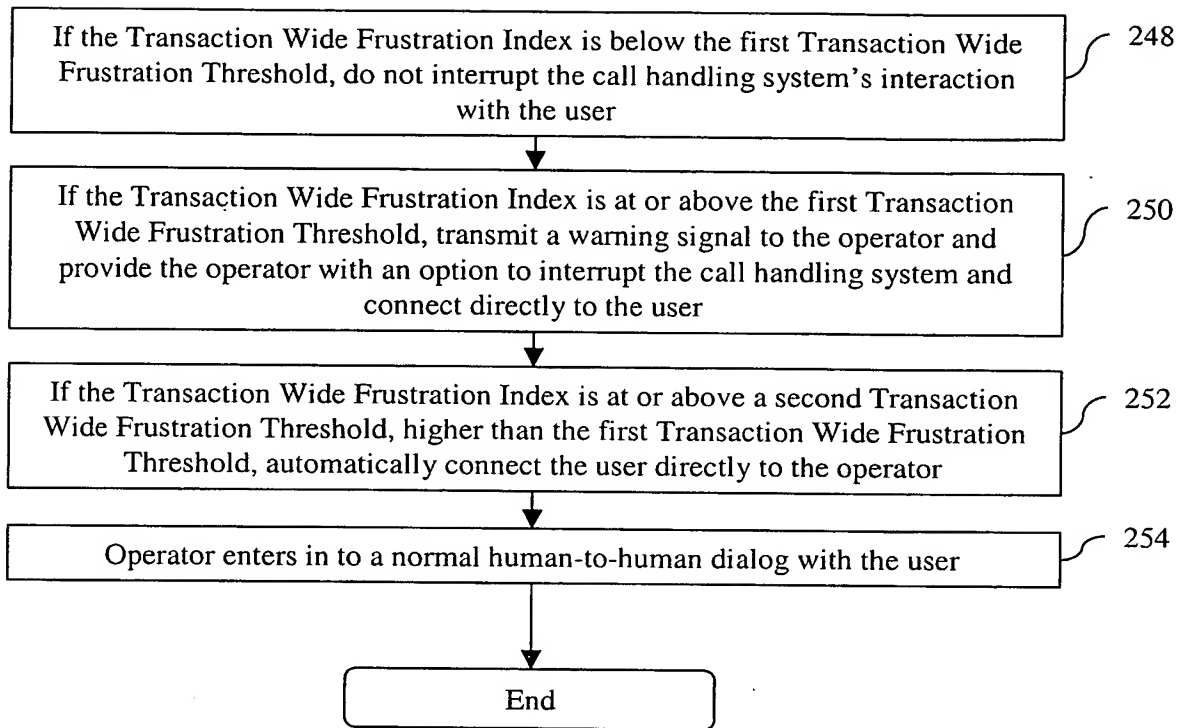 If the Transaction Wide Frustration Index is below the first Transaction Wide
Frustration Threshold, do not interrupt the call handling system's interaction
with the user
248
If the Transaction Wide Frustration Index is at or above the first Transaction
Wide Frustration Threshold, transmit a warning signal to the operator and
provide the operator with an option to interrupt the call handling system and
connect directly to the user
250
If the Transaction Wide Frustration Index is at or above a second Transaction
Wide Frustration Threshold, higher than the first Transaction Wide Frustration
Threshold, automatically connect the user directly to the operator
252
Operator enters in to a normal human-to-human dialog with the user
254
End